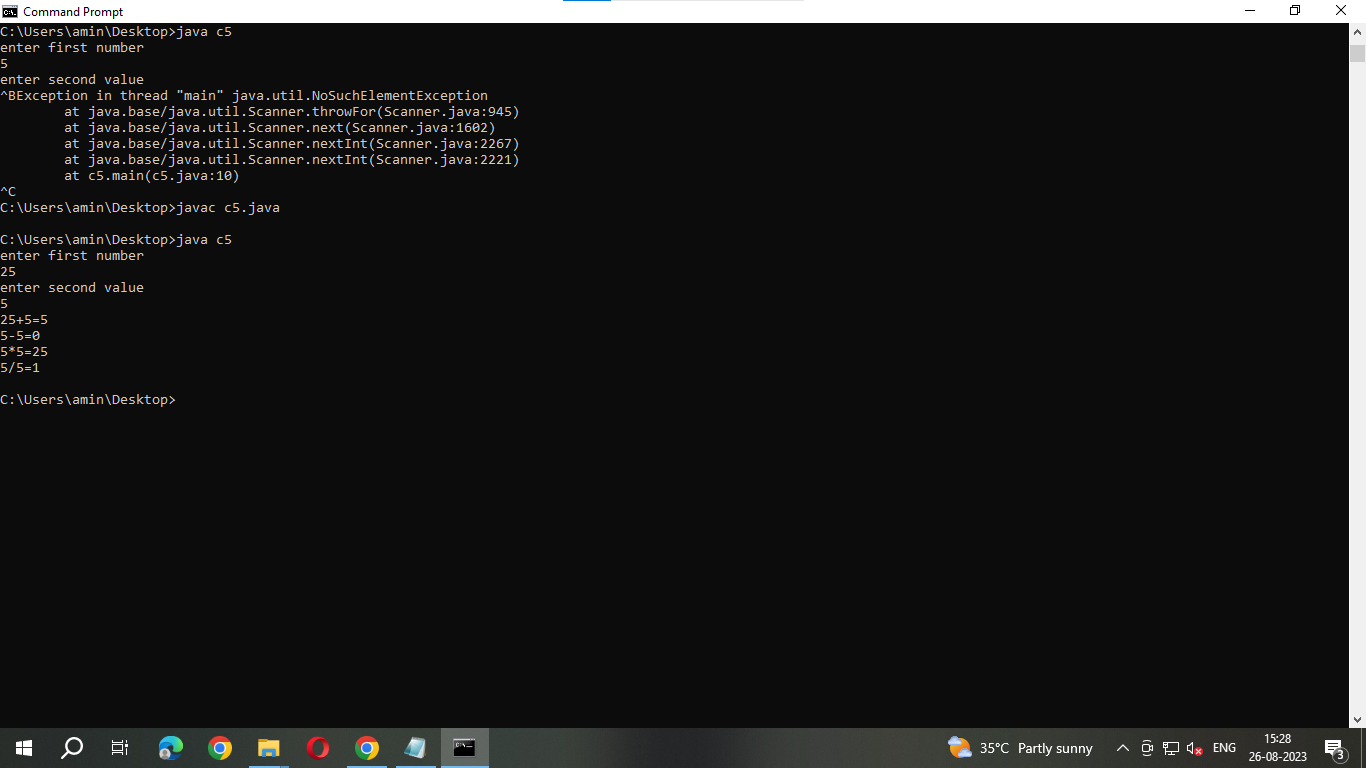 Command Prompt
C:\Users\amin\Desktop>java c5
enter first number
5
enter second value
^BException in thread "main" java.util.NoSuchElementException
        at java.base/java.util.Scanner.throwFor(Scanner.java:945)
        at java.base/java.util.Scanner.next(Scanner.java:1602)
        at java.base/java.util.Scanner.nextInt(Scanner.java:2267)
        at java.base/java.util.Scanner.nextInt(Scanner.java:2221)
        at c5.main(c5.java:10)
^C
C:\Users\amin\Desktop>javac c5.java
C:\Users\amin\Desktop>java c5
enter first number
25
enter second value
5
25+5=5
5-5=0
5*5=25
5/5=1
C:\Users\amin\Desktop>
35°C Partly sunny
ENG
15:28
26-08-2023
3